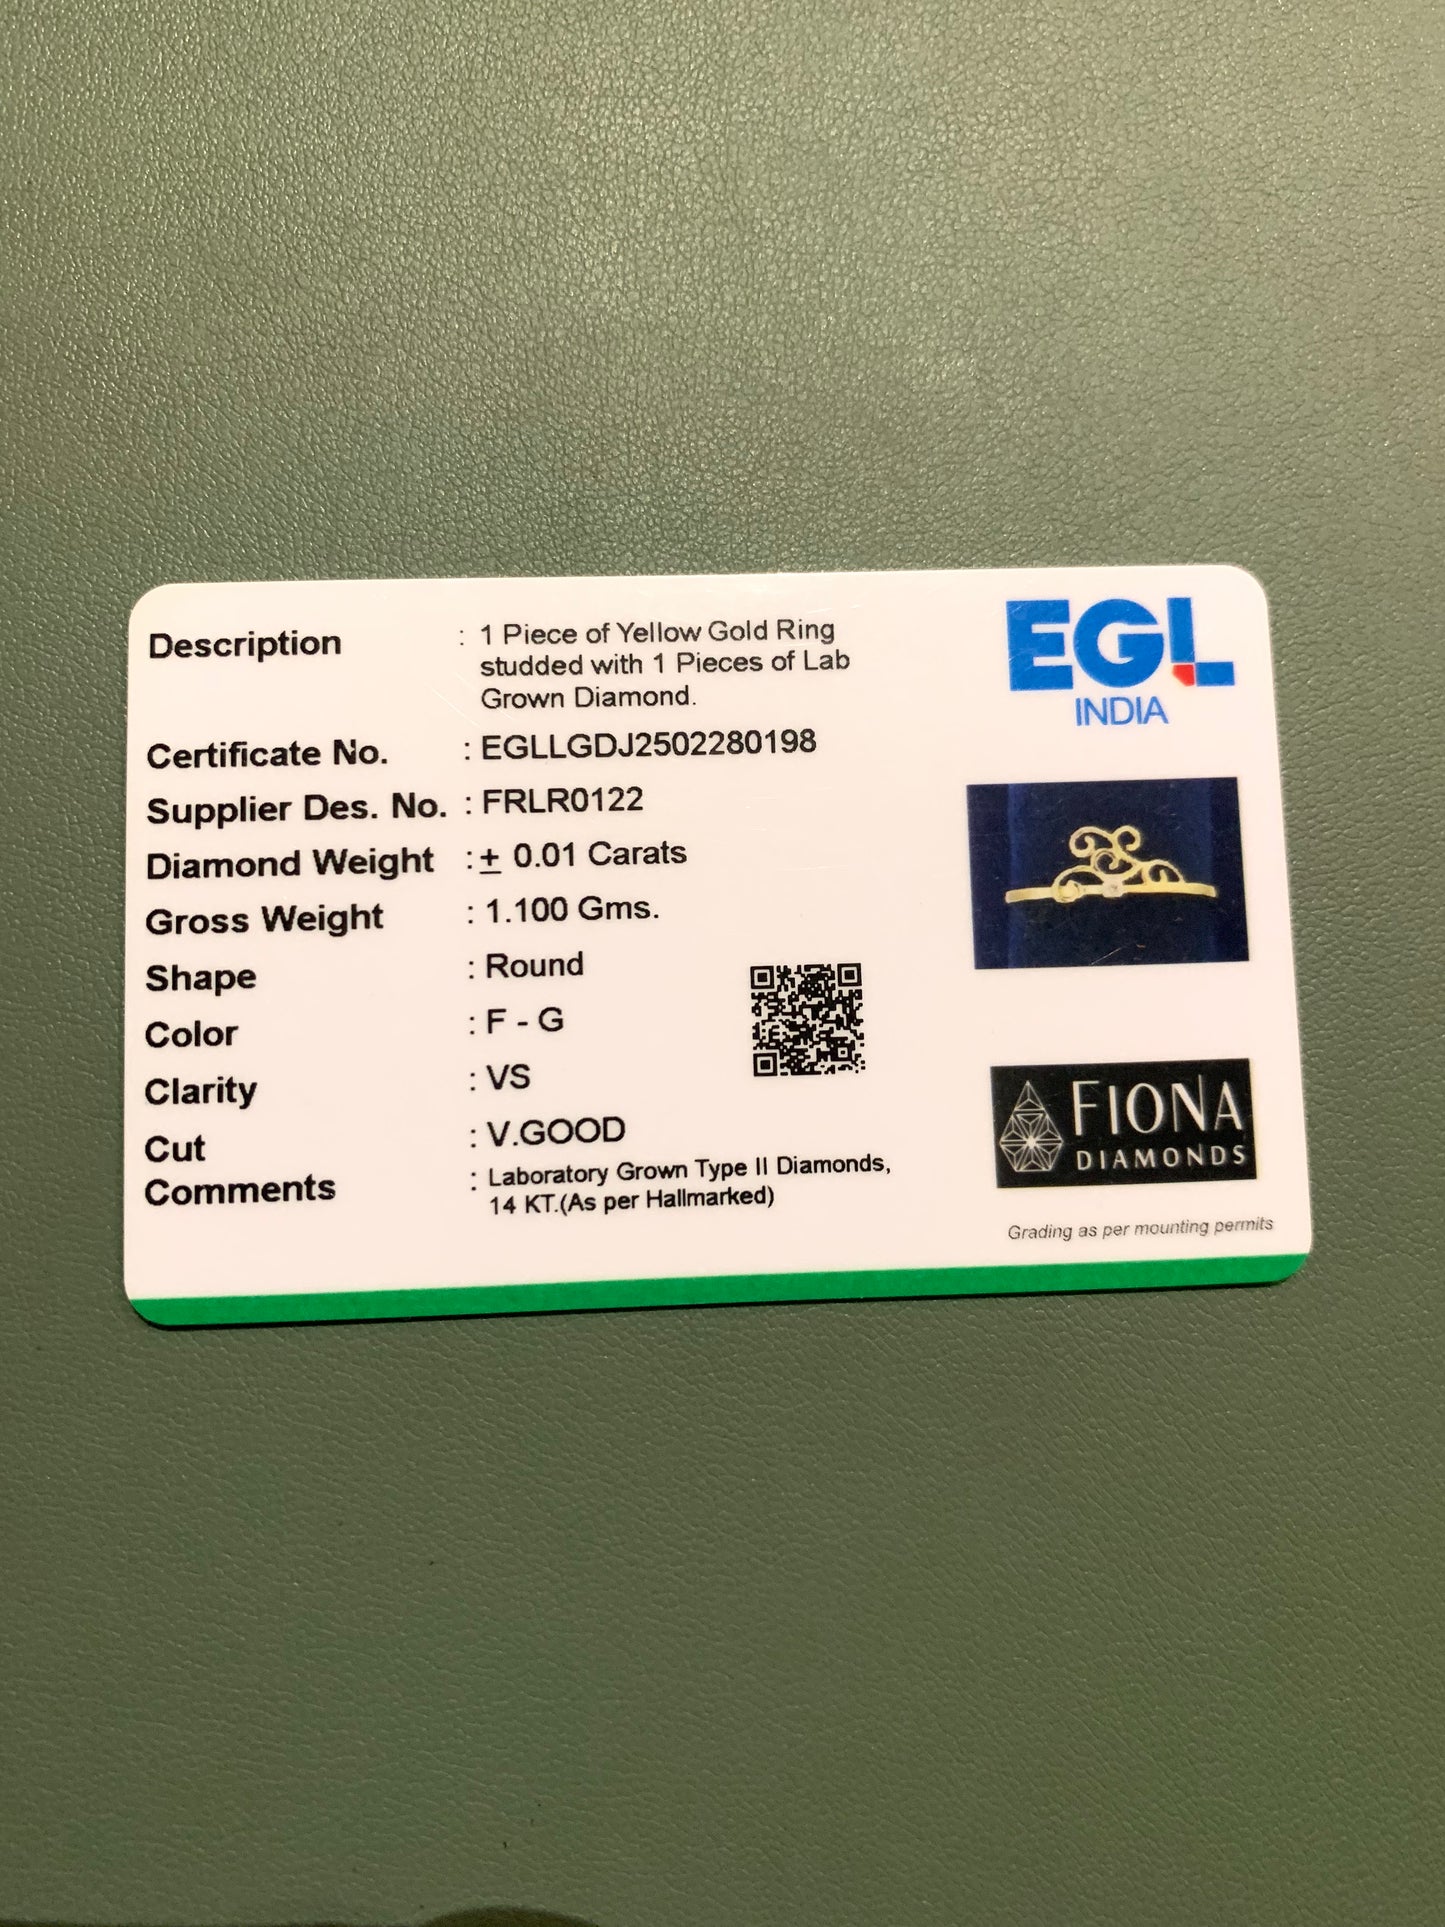 Description : 1 Piece of Yellow Gold Ring
studded with 1 Pieces of Lab
Grown Diamond.
Certificate No. : EGLLGDJ2502280198
Supplier Des. No. : FRLR0122
Diamond Weight : ± 0.01 Carats
Gross Weight : 1.100 Gms.
Shape : Round
Color : F - G
Clarity : VS
Cut : V.GOOD
Comments : Laboratory Grown Type II Diamonds,
14 KT.(As per Hallmarked)
EGL
INDIA
FIONA
DIAMONDS
Grading as per mounting permits